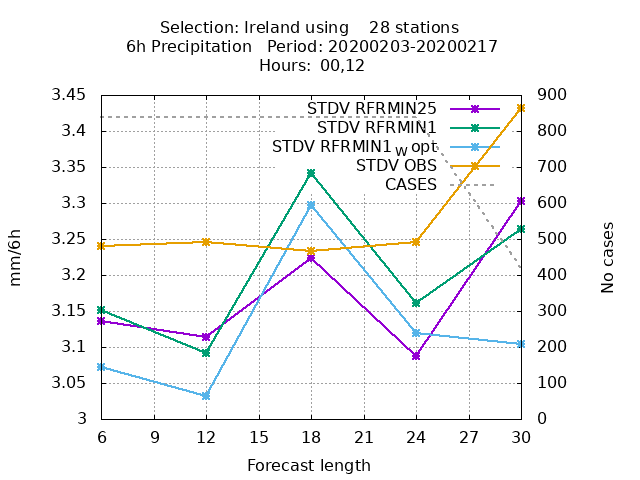 Selection: Ireland using    28 stations
6h Precipitation   Period: 20200203-20200217
Hours:  00,12
STDV RFRMIN25
STDV RFRMIN1
STDV RFRMIN1 w opt
STDV OBS
CASES
3.45
3.4
3.35
3.3
3.25
3.2
3.15
3.1
3.05
3
900
800
700
600
500
400
300
200
100
0
mm/6h
No cases
6 9 12 15 18 21 24 27 30
Forecast length